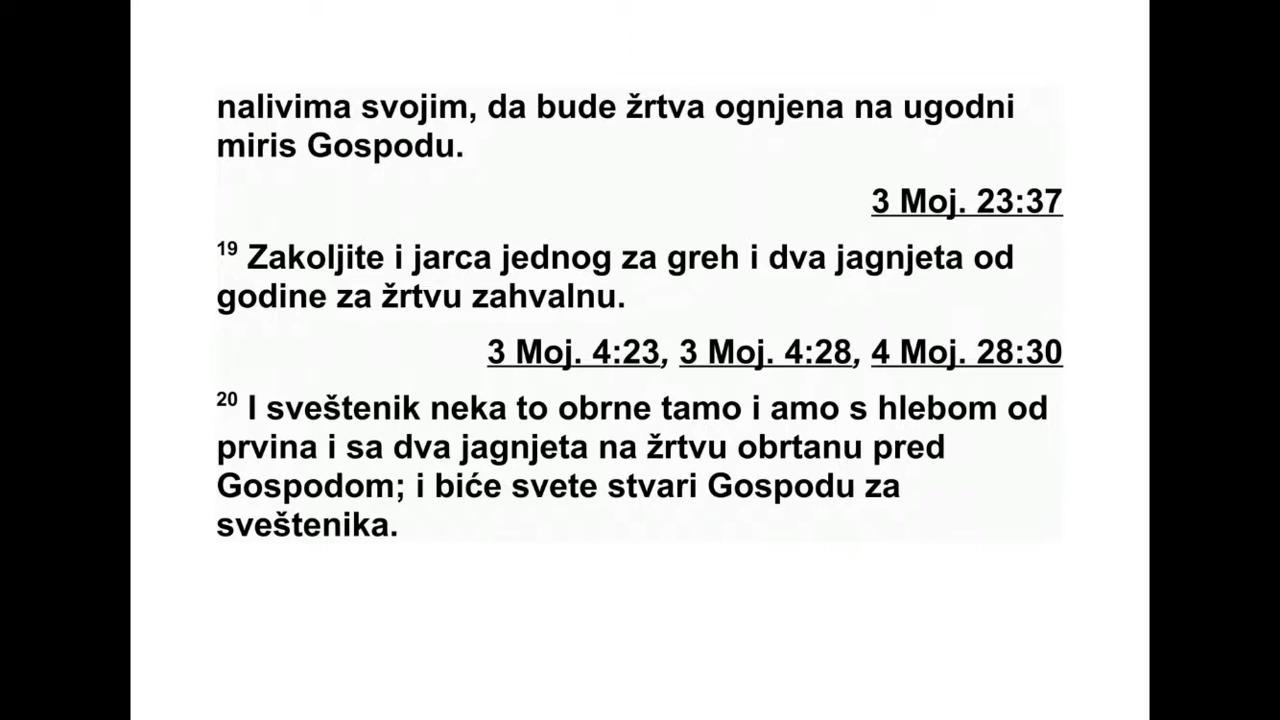 nalivima svojim, da bude žrtva ognjena na ugodni
miris Gospodu.
3 Moj. 23:37
19 Zakoljite i jarca jednog za greh i dva jagnjeta od
godine za žrtvu zahvalnu.
3 Moj. 4:23, 3 Moj. 4:28, 4 Moj. 28:30
20 I sveštenik neka to obrne tamo i amo s hlebom od
prvina i sa dva jagnjeta na žrtvu obrtanu pred
Gospodom; i biće svete stvari Gospodu za
sveštenika.